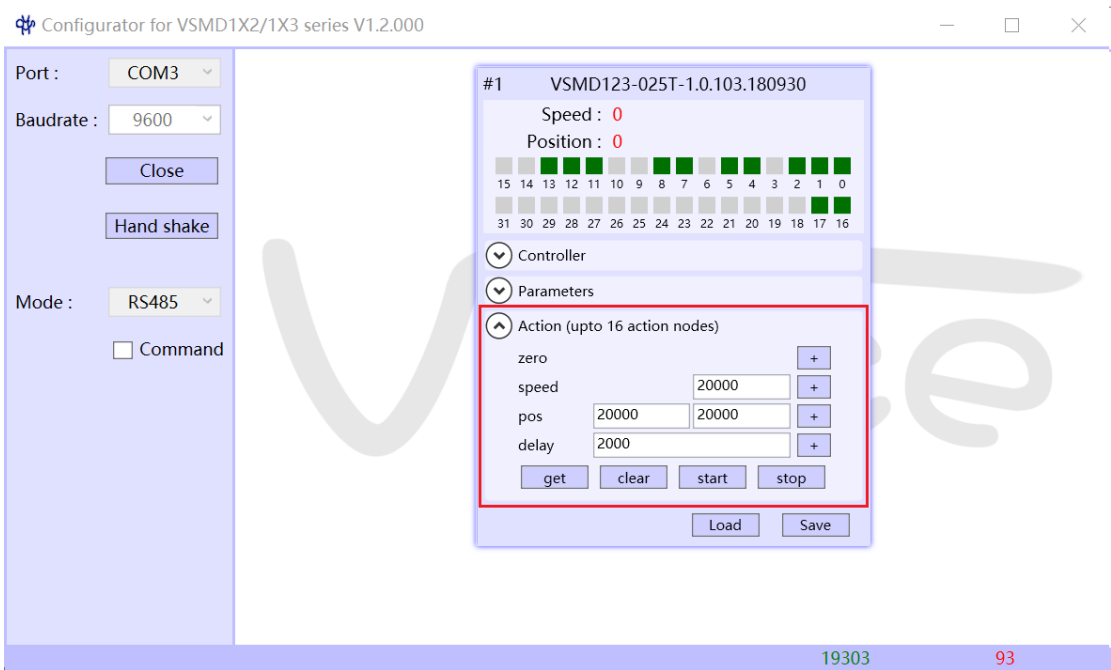 Configurator for VSMD1X2/1X3 series V1.2.000
Port : COM3
Baudrate : 9600
Close
Hand shake
Mode : RS485
Command
#1 VSMD123-025T-1.0.103.180930
Speed : 0
Position : 0
15 14 13 12 11 10 9 8 7 6 5 4 3 2 1 0
31 30 29 28 27 26 25 24 23 22 21 20 19 18 17 16
Controller
Parameters
Action (upto 16 action nodes)
zero +
speed 20000 +
pos 20000 20000 +
delay 2000 +
get clear start stop
Load Save
19303 93